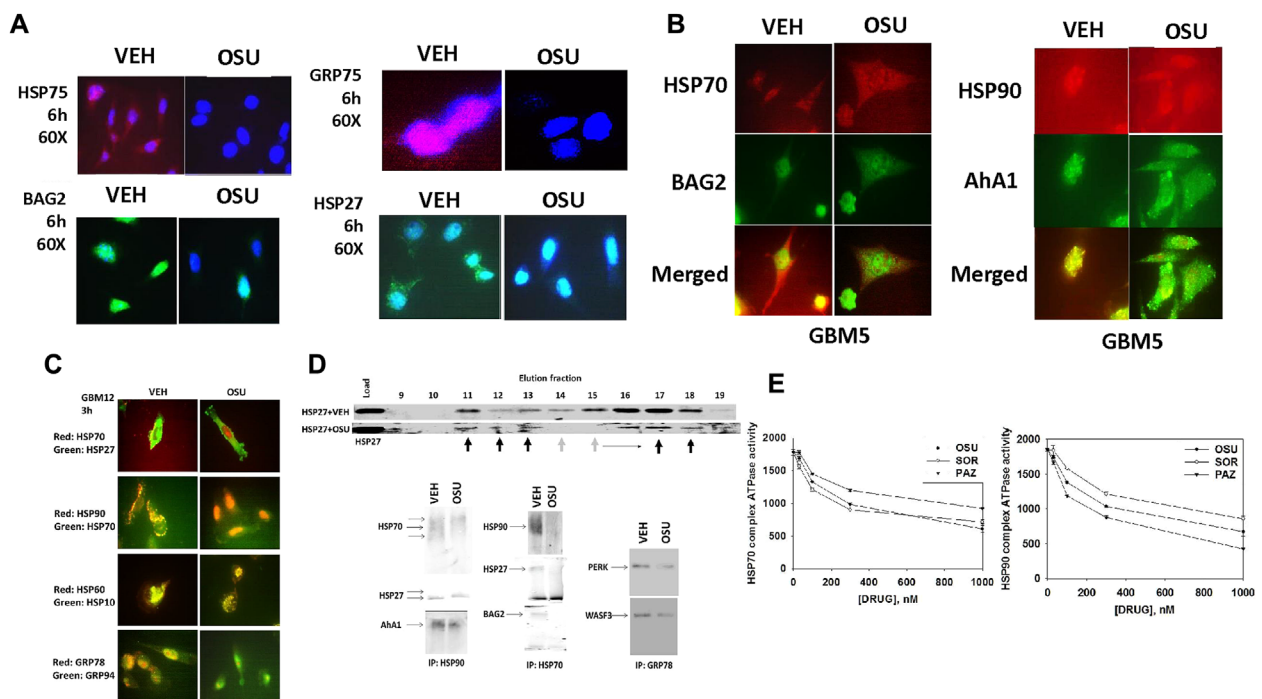 A
VEH
OSU
HSP75
6h
60X
VEH
OSU
GRP75
6h
60X
VEH
OSU
BAG2
6h
60X
VEH
OSU
HSP27
6h
60X
B
VEH
OSU
HSP70
BAG2
Merged
GBM5
VEH
OSU
HSP90
AhA1
Merged
GBM5
C
VEH
OSU
GBM12
3h
Red: HSP70
Green: HSP27
Red: HSP90
Green: HSP70
Red: HSP60
Green: HSP10
Red: GRP78
Green: GRP94
D
Elution fraction
Load 9 10 11 12 13 14 15 16 17 18 19
HSP27+VEH
HSP27+OSU
HSP27
VEH OSU
HSP70
HSP27
AhA1
IP: HSP90
VEH OSU
HSP90
HSP27
BAG2
IP: HSP70
VEH OSU
PERK
WASF3
IP: GRP78
E
HSP70 complex ATPase activity
2000
1500
1000
500
0
OSU
SOR
PAZ
0 200 400 600 800 1000
[DRUG], nM
HSP90 complex ATPase activity
2000
1500
1000
500
0
OSU
SOR
PAZ
0 200 400 600 800 1000
[DRUG], nM